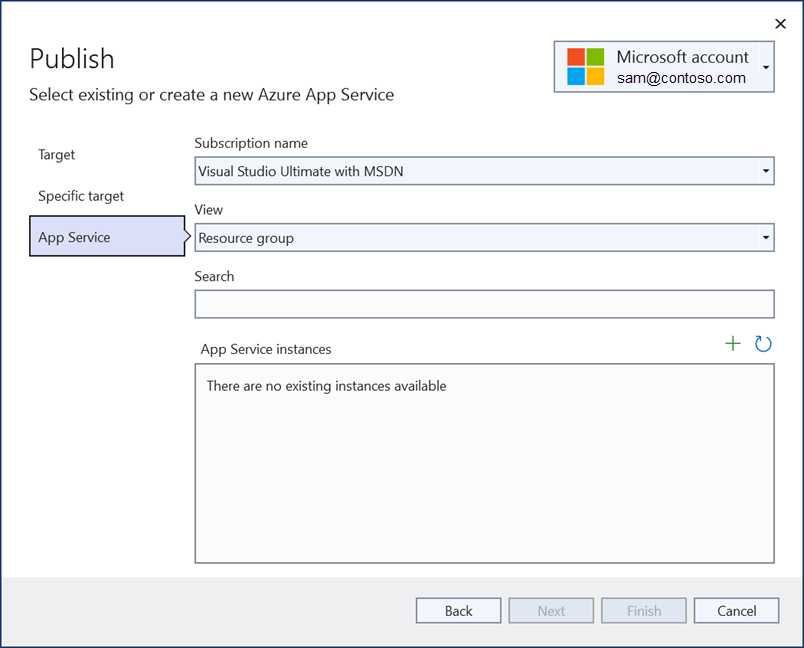 Publish
Microsoft account
sam@contoso.com
Select existing or create a new Azure App Service
Target
Specific target
App Service
Subscription name
Visual Studio Ultimate with MSDN
View
Resource group
Search
App Service instances
There are no existing instances available
Back
Next
Finish
Cancel